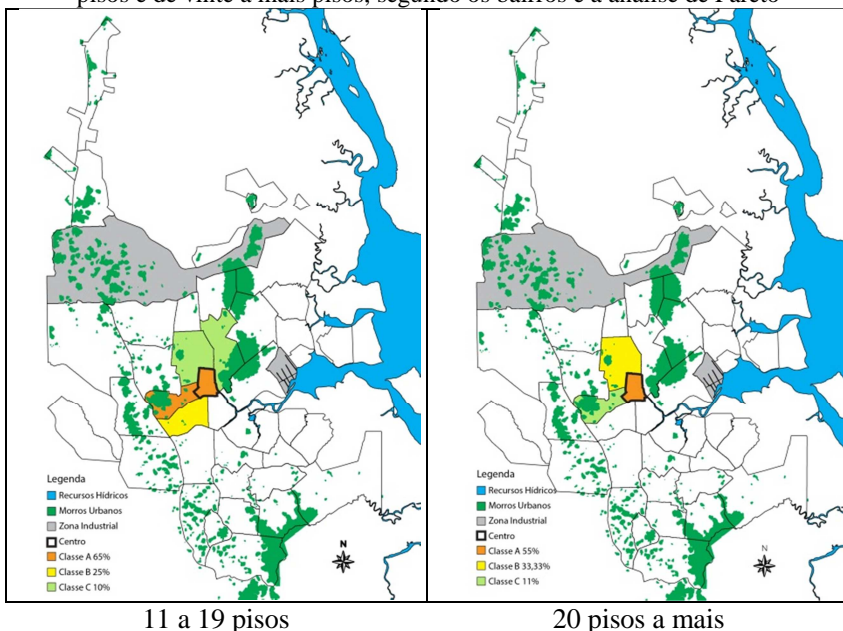 pisos e de vinte a mais pisos, segundo os bairros e a análise de Pareto
Legenda
Recursos Hídricos
Morros Urbanos
Zona Industrial
Centro
Classe A 65%
Classe B 25%
Classe C 10%
N
11 a 19 pisos
Legenda
Recursos Hídricos
Morros Urbanos
Zona Industrial
Centro
Classe A 55%
Classe B 33,33%
Classe C 11%
N
20 pisos a mais